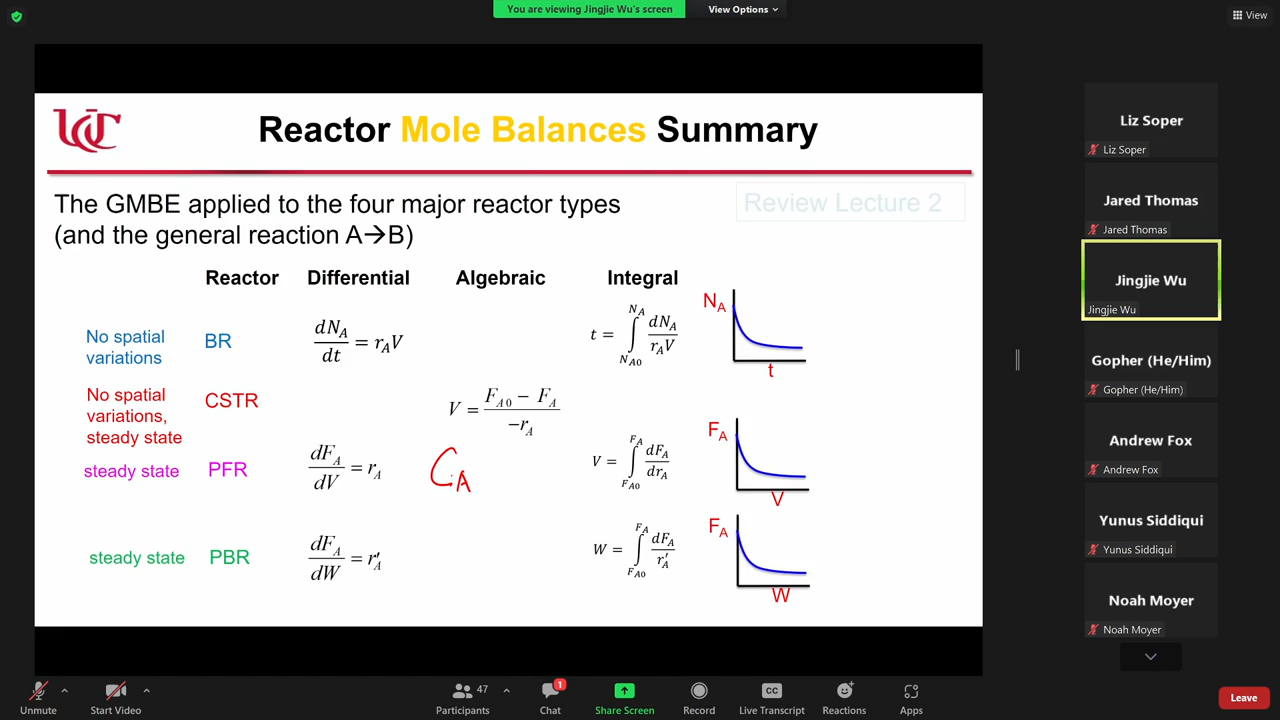 You are viewing Jingjie Wu's screen
View Options
View
UC
Reactor Mole Balances Summary
The GMBE applied to the four major reactor types
(and the general reaction A→B)
Review Lecture 2
Reactor Differential Algebraic Integral
No spatial
variations
BR
dN_A/dt = r_A V
t = ∫_{N_A0}^{N_A} dN_A/(r_A V)
N_A
t
No spatial
variations,
steady state
CSTR
V = (F_A0 − F_A)/(−r_A)
steady state
PFR
dF_A/dV = r_A
C_A
V = ∫_{F_A0}^{F_A} dF_A/dr_A
F_A
V
steady state
PBR
dF_A/dW = r'_A
W = ∫_{F_A0}^{F_A} dF_A/r'_A
F_A
W
Liz Soper
Liz Soper
Jared Thomas
Jared Thomas
Jingjie Wu
Jingjie Wu
Gopher (He/Him)
Gopher (He/Him)
Andrew Fox
Andrew Fox
Yunus Siddiqui
Yunus Siddiqui
Noah Moyer
Noah Moyer
Unmute
Start Video
47
Participants
1
Chat
Share Screen
Record
CC
Live Transcript
Reactions
Apps
Leave